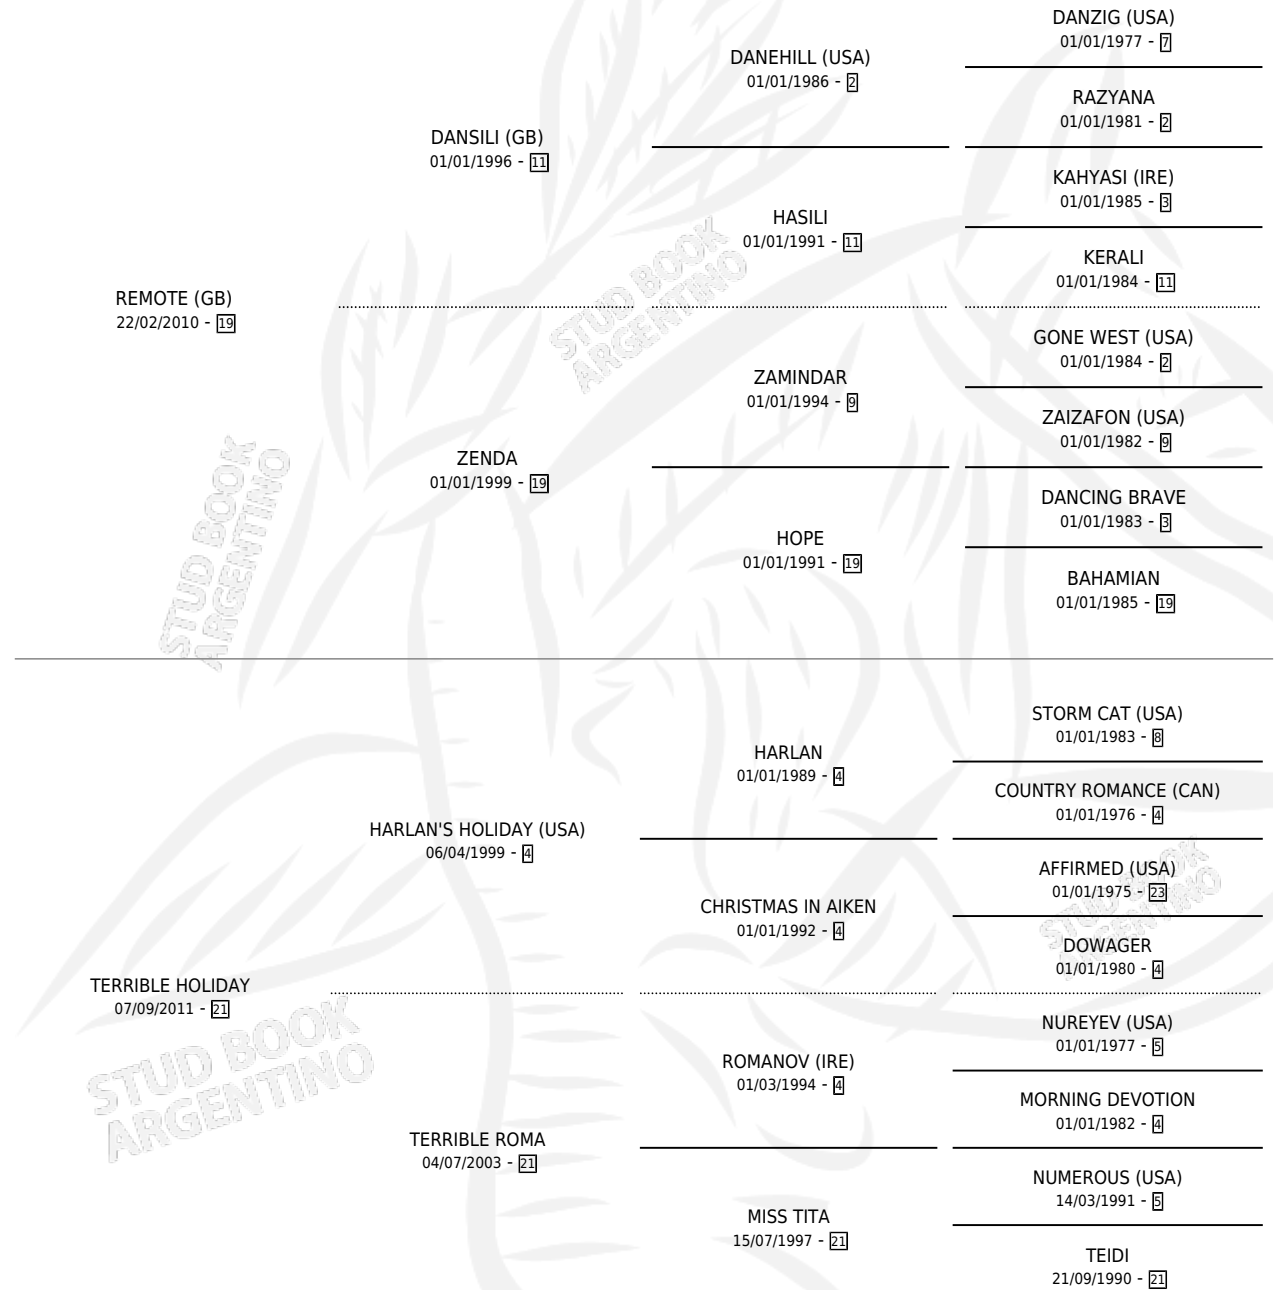 DANZIG (USA)
01/01/1977 - 7
DANEHILL (USA)
01/01/1986 - 2
RAZYANA
01/01/1981 - 2
DANSILI (GB)
01/01/1996 - 11
KAHYASI (IRE)
01/01/1985 - 3
HASILI
01/01/1991 - 11
KERALI
01/01/1984 - 11
REMOTE (GB)
22/02/2010 - 19
STUD BOOK
ARGENTINO
GONE WEST (USA)
01/01/1984 - 2
ZAMINDAR
01/01/1994 - 9
ZAIZAFON (USA)
01/01/1982 - 9
ZENDA
01/01/1999 - 19
DANCING BRAVE
01/01/1983 - 3
HOPE
01/01/1991 - 19
BAHAMIAN
01/01/1985 - 19
STUD BOOK
ARGENTINO
STORM CAT (USA)
01/01/1983 - 8
HARLAN
01/01/1989 - 4
COUNTRY ROMANCE (CAN)
01/01/1976 - 4
HARLAN'S HOLIDAY (USA)
06/04/1999 - 4
AFFIRMED (USA)
01/01/1975 - 23
CHRISTMAS IN AIKEN
01/01/1992 - 4
STUD BOOK
ARGENTINO
DOWAGER
01/01/1980 - 4
TERRIBLE HOLIDAY
07/09/2011 - 21
STUD BOOK
ARGENTINO
NUREYEV (USA)
01/01/1977 - 5
ROMANOV (IRE)
01/03/1994 - 4
MORNING DEVOTION
01/01/1982 - 4
TERRIBLE ROMA
04/07/2003 - 21
NUMEROUS (USA)
14/03/1991 - 5
MISS TITA
15/07/1997 - 21
TEIDI
21/09/1990 - 21